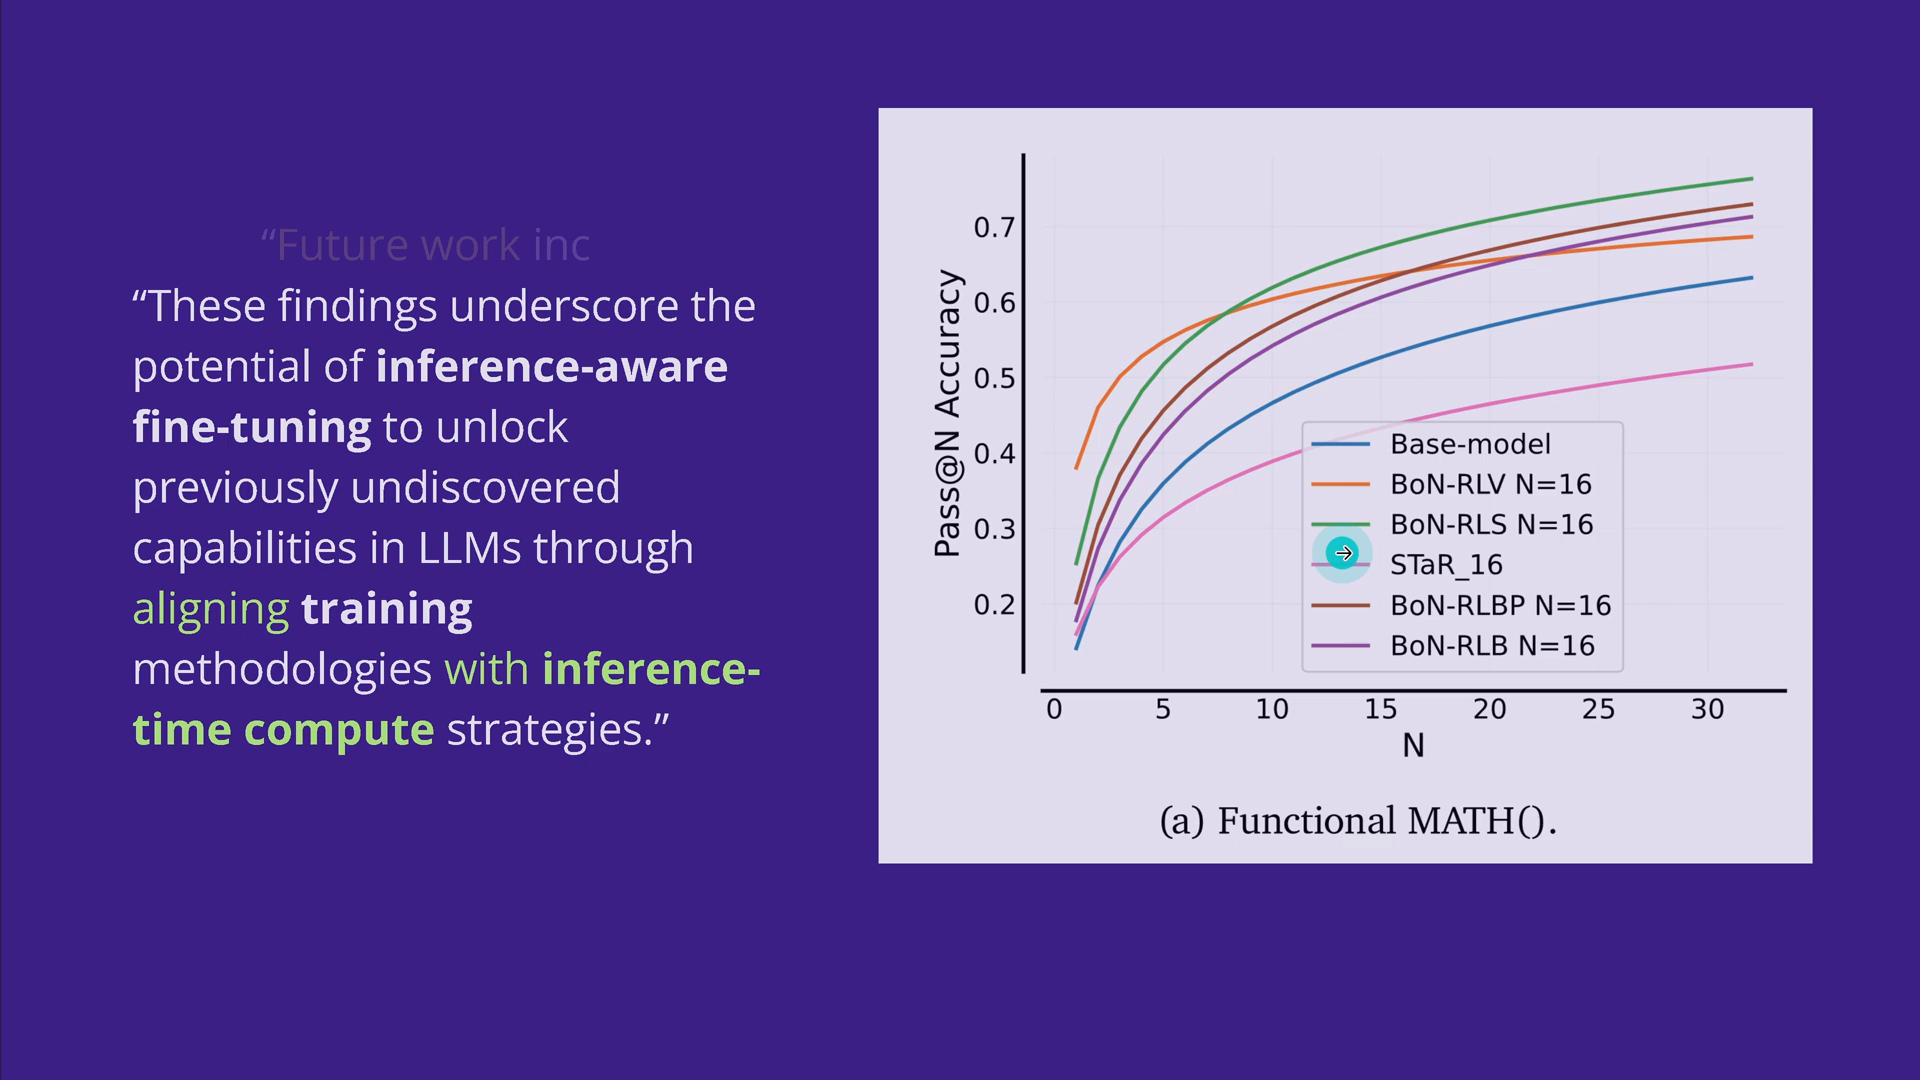 “Future work inc
“These findings underscore the
potential of inference-aware
fine-tuning to unlock
previously undiscovered
capabilities in LLMs through
aligning training
methodologies with inference-
time compute strategies.”
Pass@N Accuracy
0.7
0.6
0.5
0.4
0.3
0.2
Base-model
BoN-RLV N=16
BoN-RLS N=16
STaR_16
BoN-RLBP N=16
BoN-RLB N=16
0 5 10 15 20 25 30
N
(a) Functional MATH().